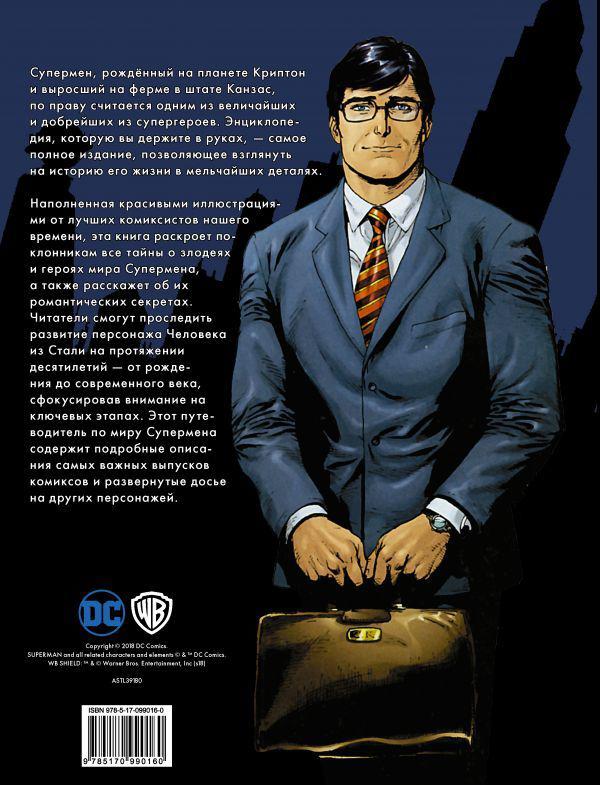 Супермен, рождённый на планете Криптон
и выросший на ферме в штате Канзас,
по праву считается одним из величайших
и добрейших из супергероев. Энциклопе-
дия, которую вы держите в руках, — самое
полное издание, позволяющее взглянуть
на историю его жизни в мельчайших деталях.
Наполненная красивыми иллюстрация-
ми от лучших комиксистов нашего
времени, эта книга раскроет по-
клонникам все тайны о злодеях
и героях мира Супермена,
а также расскажет об их
романтических секретах.
Читатели смогут проследить
развитие персонажа Человека
из Стали на протяжении
десятилетий — от рожде-
ния до современного века,
сфокусировав внимание на
ключевых этапах. Этот путе-
водитель по миру Супермена
содержит подробные описа-
ния самых важных выпусков
комиксов и развернутые досье
на других персонажей.
DC WB
Copyright © 2018 DC Comics.
SUPERMAN and all related characters and elements © & ™ DC Comics.
WB SHIELD: ™ & © Warner Bros. Entertainment, Inc (s18)
ASTL39180
ISBN 978-5-17-099016-0
9 785170 990160
CK